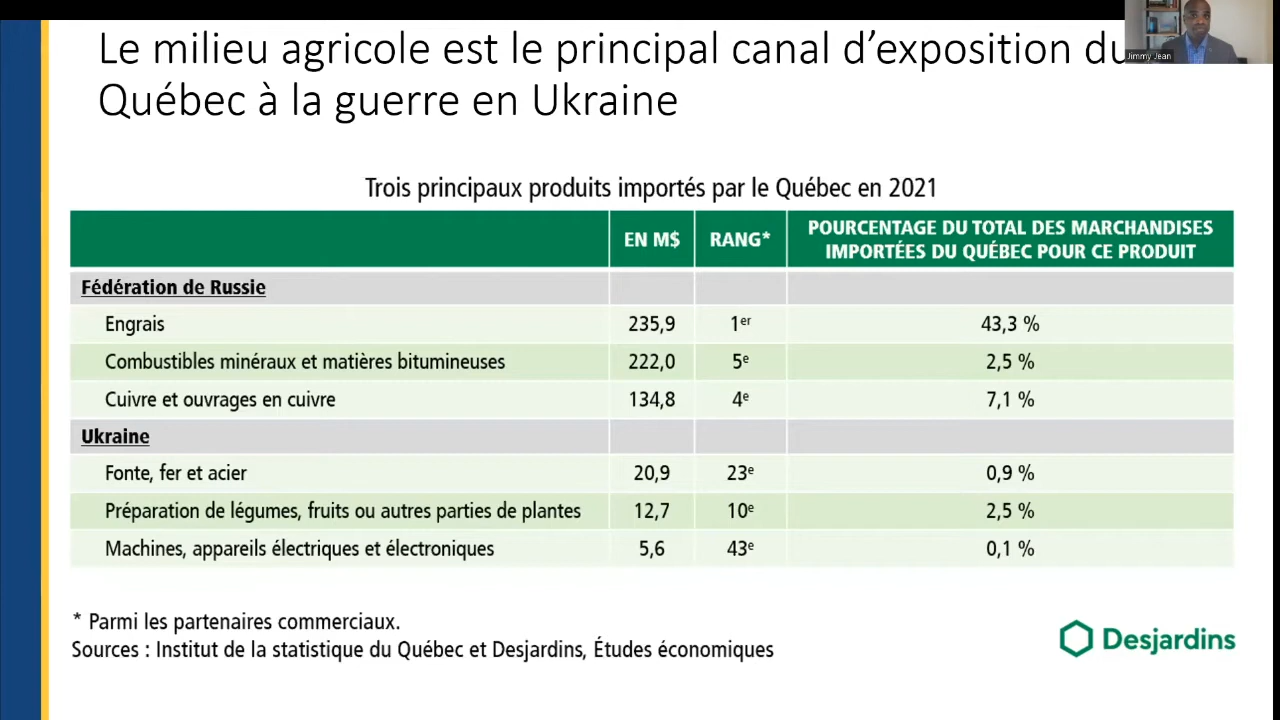 Le milieu agricole est le principal canal d’exposition du
Québec à la guerre en Ukraine
Jimmy Jean
Trois principaux produits importés par le Québec en 2021
EN M$ RANG* POURCENTAGE DU TOTAL DES MARCHANDISES
IMPORTÉES DU QUÉBEC POUR CE PRODUIT
Fédération de Russie
Engrais 235,9 1er 43,3 %
Combustibles minéraux et matières bitumineuses 222,0 5e 2,5 %
Cuivre et ouvrages en cuivre 134,8 4e 7,1 %
Ukraine
Fonte, fer et acier 20,9 23e 0,9 %
Préparation de légumes, fruits ou autres parties de plantes 12,7 10e 2,5 %
Machines, appareils électriques et électroniques 5,6 43e 0,1 %
* Parmi les partenaires commerciaux.
Sources : Institut de la statistique du Québec et Desjardins, Études économiques
Desjardins